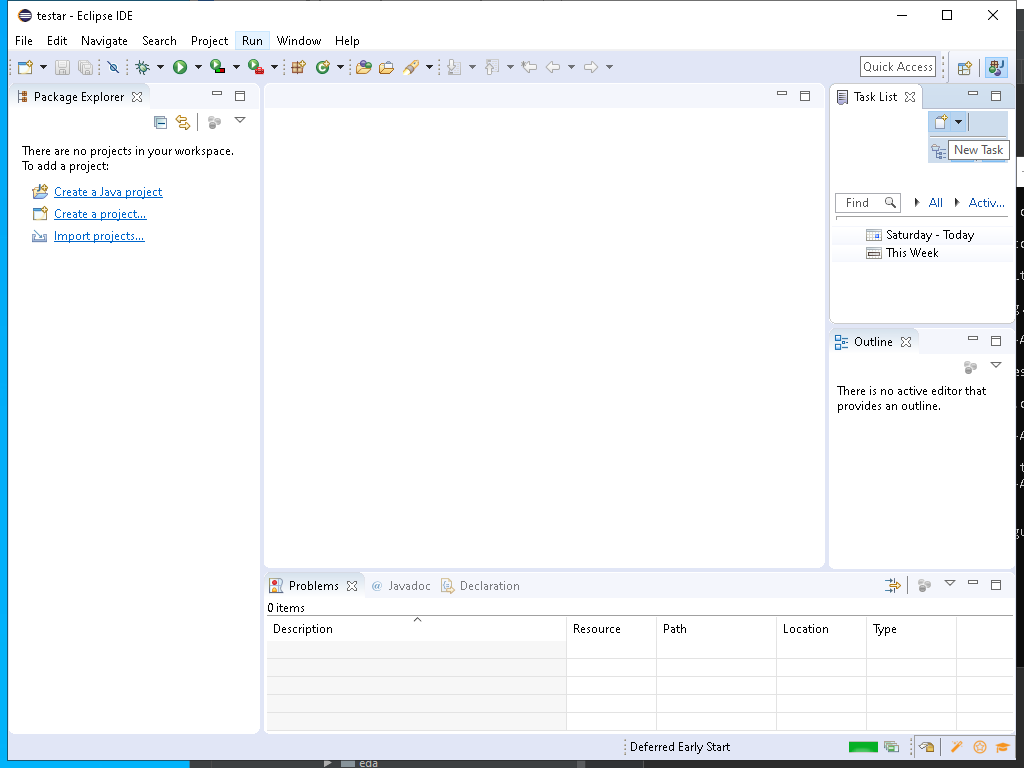 testar - Eclipse IDE
File Edit Navigate Search Project Run Window Help
Quick Access
Package Explorer
There are no projects in your workspace.
To add a project:
Create a Java project
Create a project...
Import projects...
Task List
New Task
Find All Activ...
Saturday - Today
This Week
Outline
There is no active editor that
provides an outline.
Problems @ Javadoc Declaration
0 items
Description Resource Path Location Type
Deferred Early Start
eda